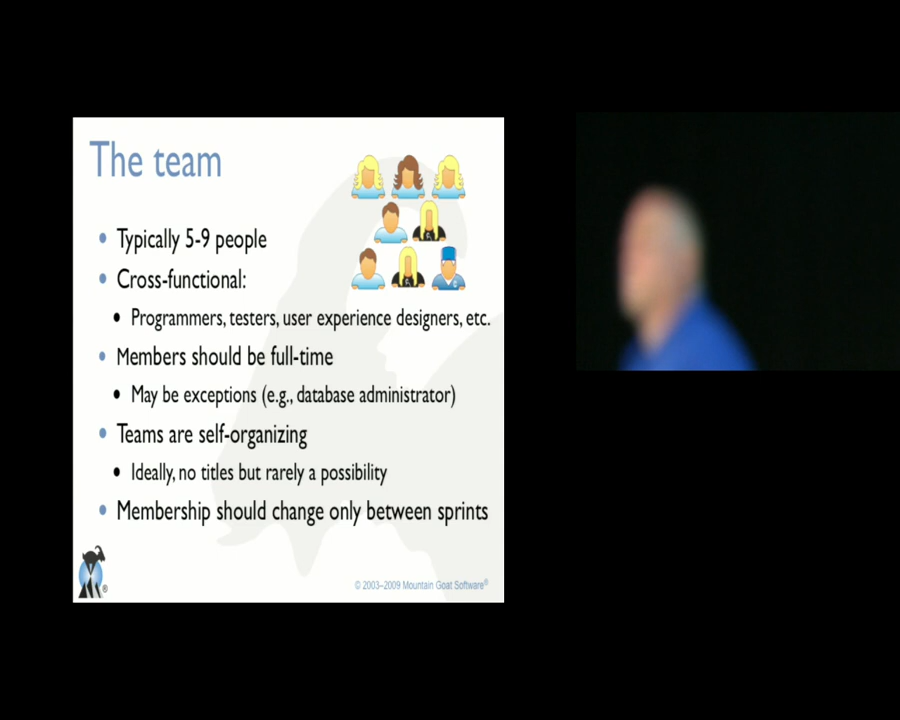 The team
• Typically 5-9 people
• Cross-functional:
• Programmers, testers, user experience designers, etc.
• Members should be full-time
• May be exceptions (e.g., database administrator)
• Teams are self-organizing
• Ideally, no titles but rarely a possibility
• Membership should change only between sprints
© 2003–2009 Mountain Goat Software®
®